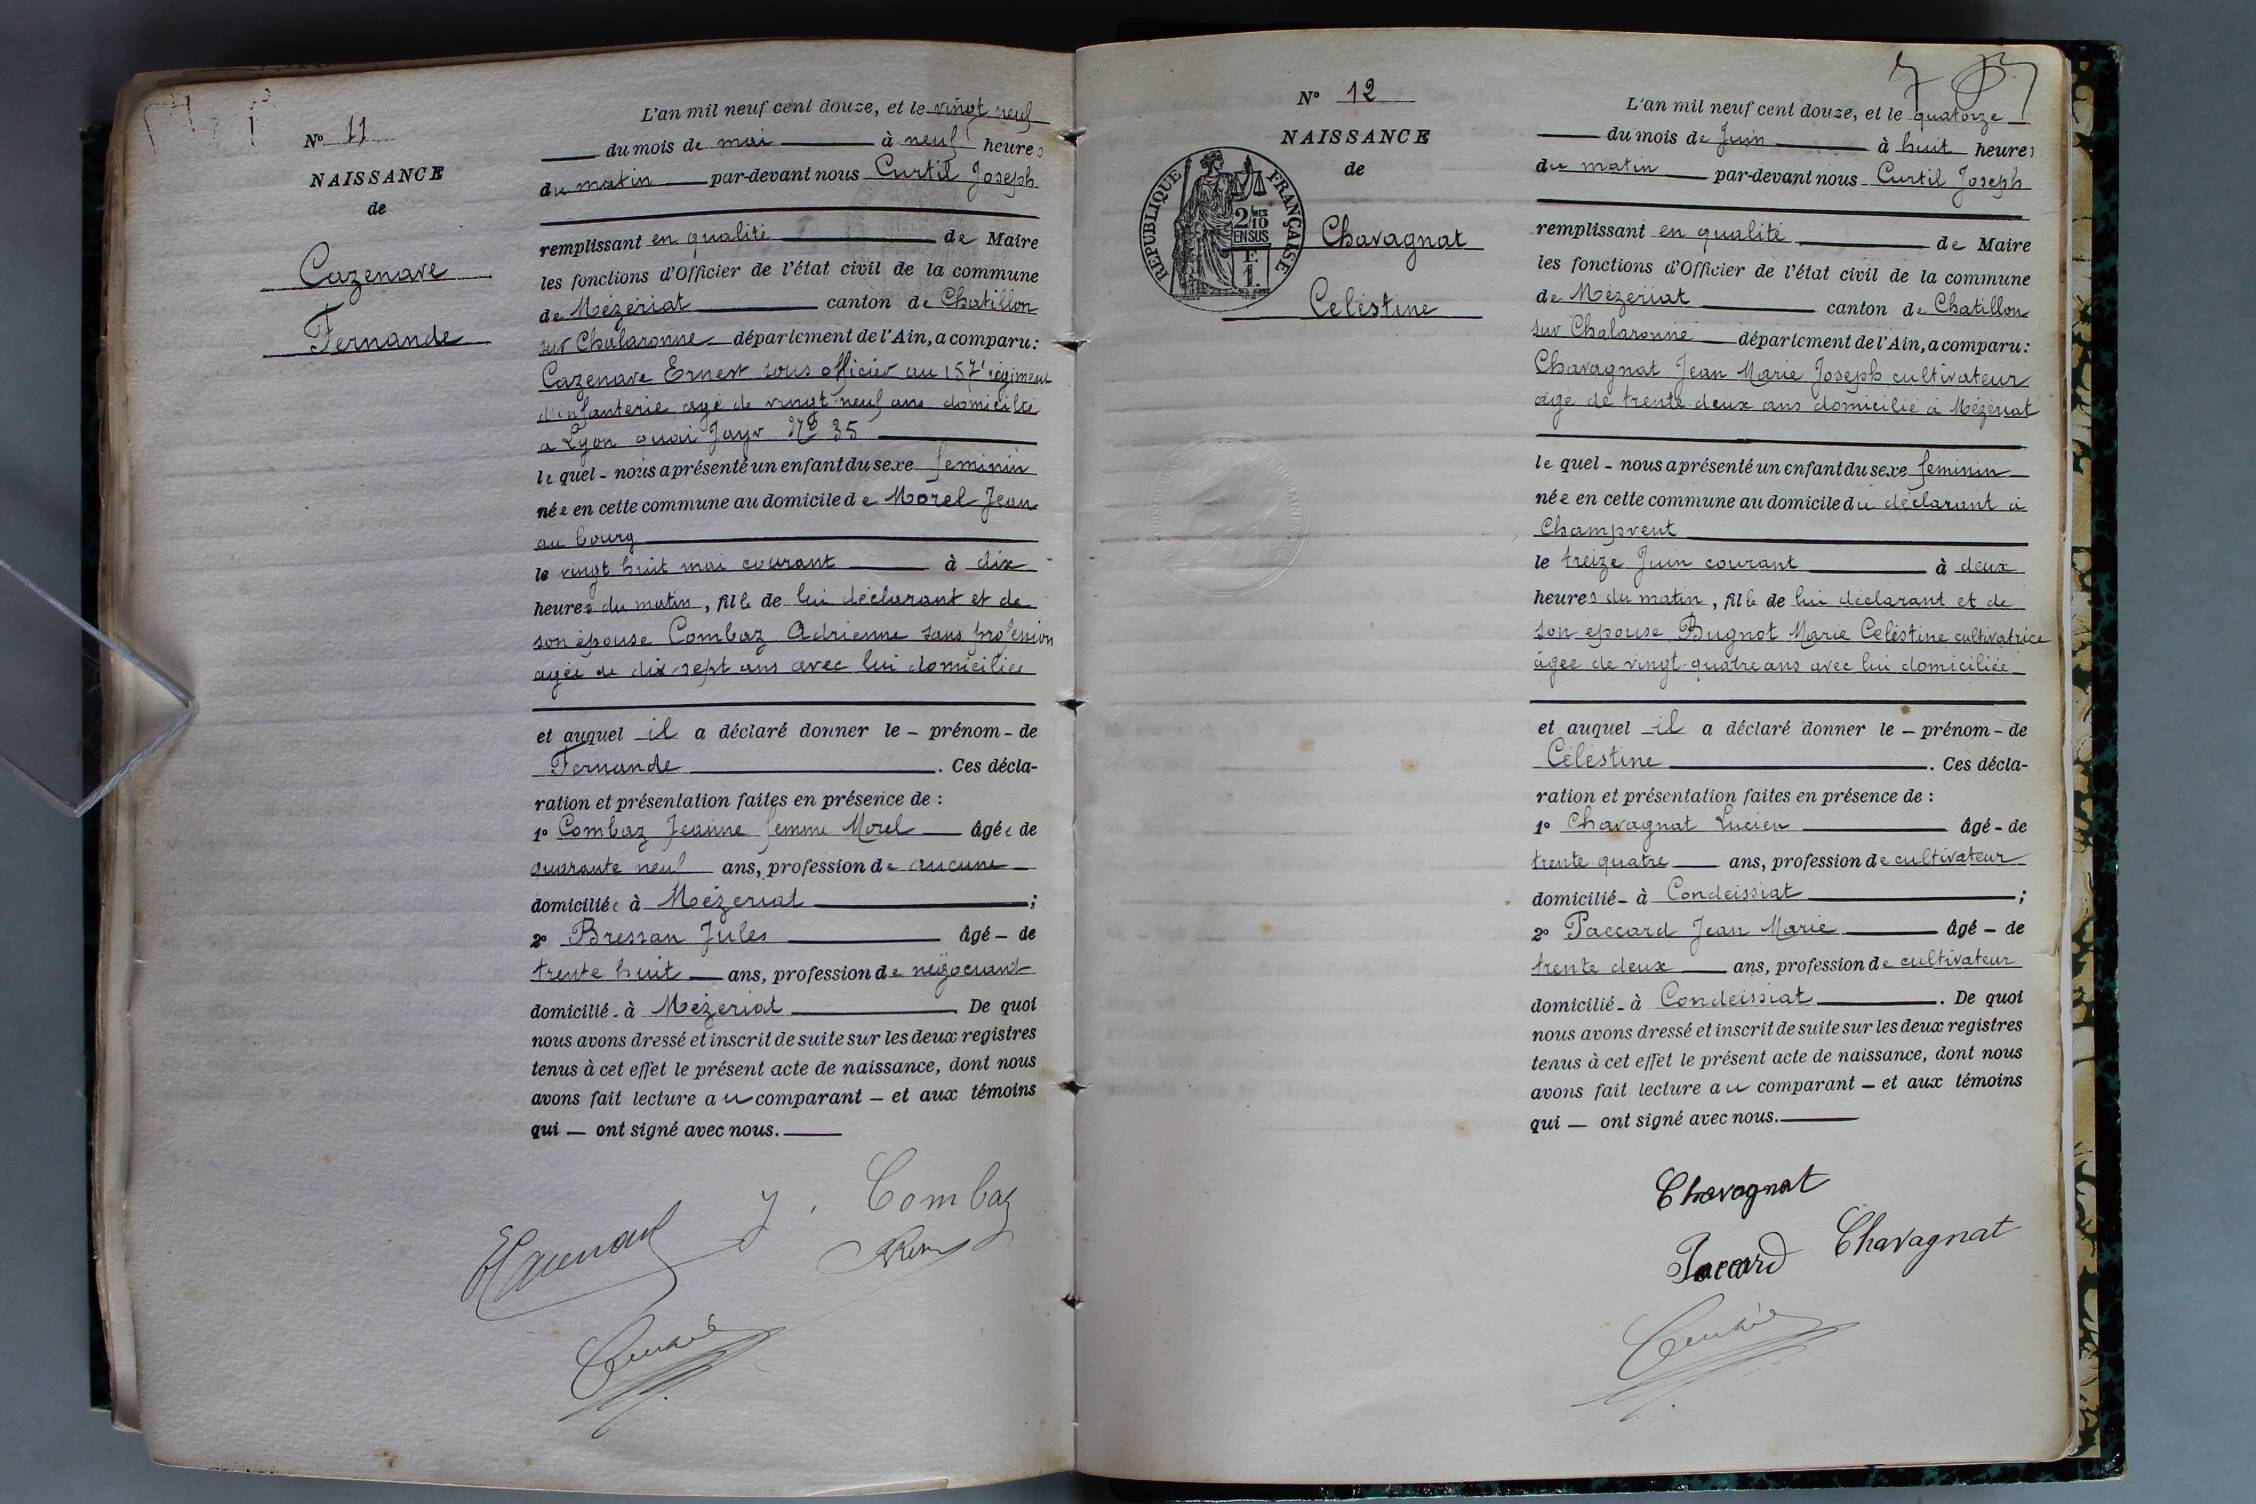 N° 11
NAISSANCE
de
Cazenave
Fernande
L'an mil neuf cent douze, et le vingt neuf
du mois de mai à neuf heures
du matin par-devant nous Curtil Joseph
remplissant en qualité de Maire
les fonctions d'Officier de l'état civil de la commune
de Mézériat canton de Chatillon
sur Chalaronne département de l'Ain, a comparu :
Cazenave Ernest sous officier au 157e régiment
d'infanterie agé de vingt neuf ans domicilié
a Lyon quai Jayr N° 35
le quel - nous a présenté un enfant du sexe féminin
née en cette commune au domicile de Morel Jean
au bourg
le vingt huit mai courant à dix
heures du matin, fille de lui déclarant et de
son épouse Combaz Adrienne sans profession
agée de dix sept ans avec lui domiciliée
et auquel il a déclaré donner le - prénom - de
Fernande . Ces décla-
ration et présentation faites en présence de :
1° Combaz Jeanne femme Morel âgée de
quarante neuf ans, profession de aucune
domiciliée à Mézériat ;
2° Bressan Jules âgé - de
trente huit ans, profession de négociant
domicilié - à Mézériat . De quoi
nous avons dressé et inscrit de suite sur les deux registres
tenus à cet effet le présent acte de naissance, dont nous
avons fait lecture au comparant - et aux témoins
qui - ont signé avec nous.
J. Combaz
N° 12
NAISSANCE
de
RÉPUBLIQUE FRANÇAISE
2/10 MES
EN SUS
F.
1.
Chavagnat
Célestine
L'an mil neuf cent douze, et le quatorze
du mois de Juin à huit heures
du matin par-devant nous Curtil Joseph
remplissant en qualité de Maire
les fonctions d'Officier de l'état civil de la commune
de Mézériat canton de Chatillon
sur Chalaronne département de l'Ain, a comparu :
Chavagnat Jean Marie Joseph cultivateur
agé de trente-deux ans domicilié à Mézériat
le quel - nous a présenté un enfant du sexe féminin
née en cette commune au domicile du déclarant à
Champvent
le treize Juin courant à deux
heures du matin, fille de lui déclarant et de
son épouse Bugnot Marie Célestine cultivatrice
âgée de vingt-quatre ans avec lui domiciliée
et auquel il a déclaré donner le - prénom - de
Célestine . Ces décla-
ration et présentation faites en présence de :
1° Chavagnat Lucien âgé - de
trente quatre ans, profession de cultivateur
domicilié - à Condeissiat ;
2° Paccard Jean Marie âgé - de
trente deux ans, profession de cultivateur
domicilié - à Condeissiat . De quoi
nous avons dressé et inscrit de suite sur les deux registres
tenus à cet effet le présent acte de naissance, dont nous
avons fait lecture au comparant - et aux témoins
qui - ont signé avec nous.
Chavagnat
Chavagnat
Paccard